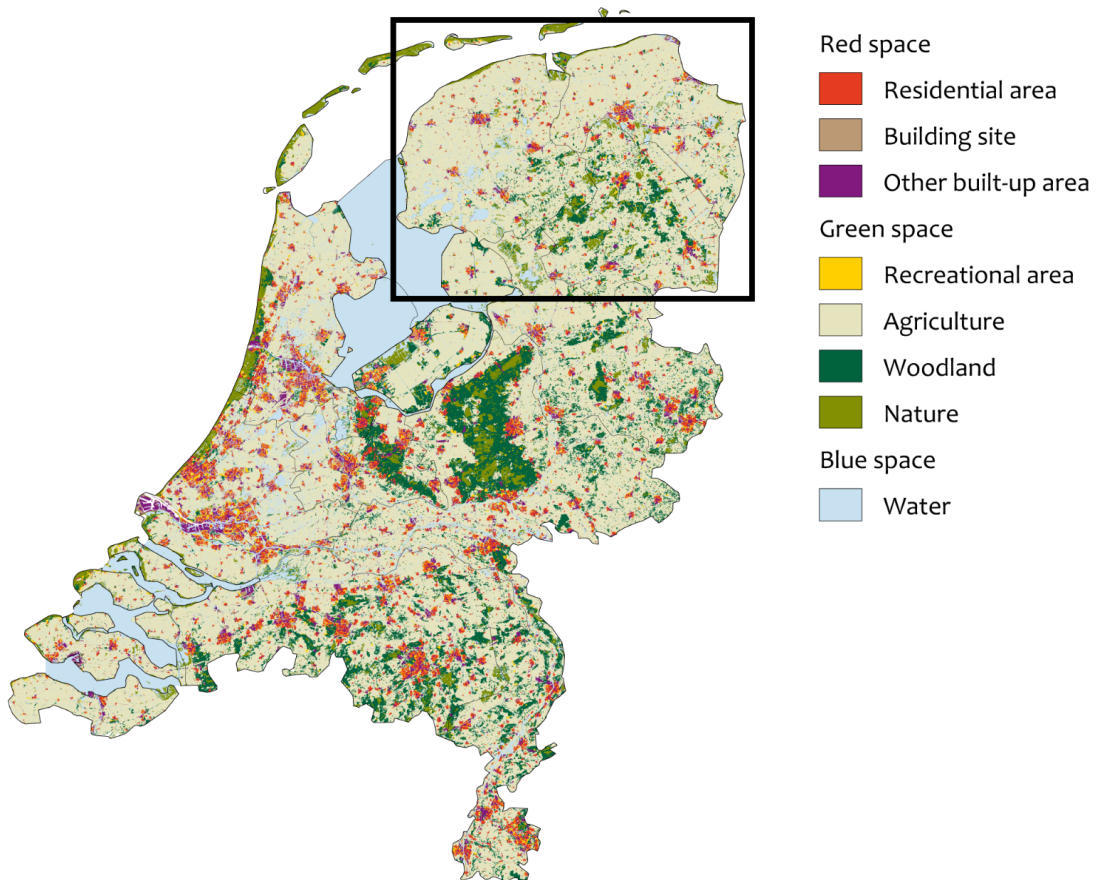 Red space
Residential area
Building site
Other built-up area
Green space
Recreational area
Agriculture
Woodland
Nature
Blue space
Water